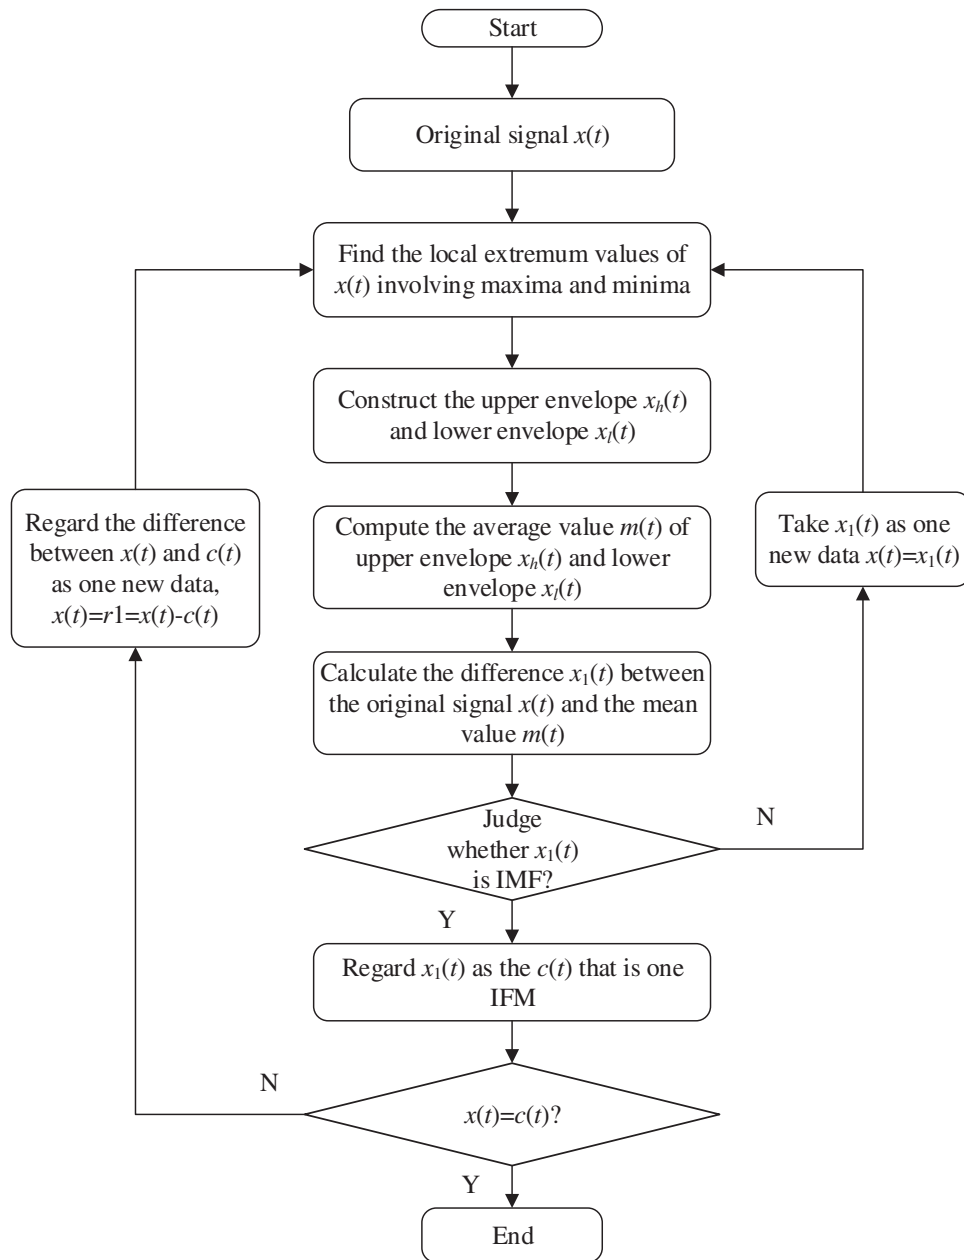 Start
Original signal x(t)
Find the local extremum values of
x(t) involving maxima and minima
Construct the upper envelope xh(t)
and lower envelope xl(t)
Regard the difference
between x(t) and c(t)
as one new data,
x(t)=r1=x(t)-c(t)
Compute the average value m(t) of
upper envelope xh(t) and lower
envelope xl(t)
Take x1(t) as one
new data x(t)=x1(t)
Calculate the difference x1(t) between
the original signal x(t) and the mean
value m(t)
Judge
whether x1(t)
is IMF?
N
Y
Regard x1(t) as the c(t) that is one
IFM
N
x(t)=c(t)?
Y
End